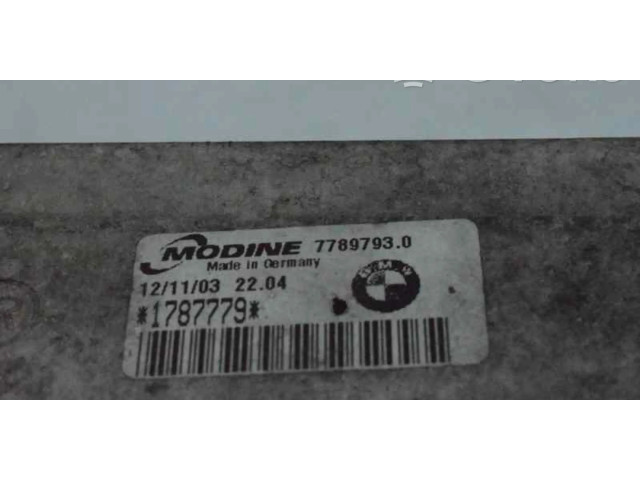 MODINE 7789793.0
Made in Germany
12/11/03 22.04
BMW
*1787779*